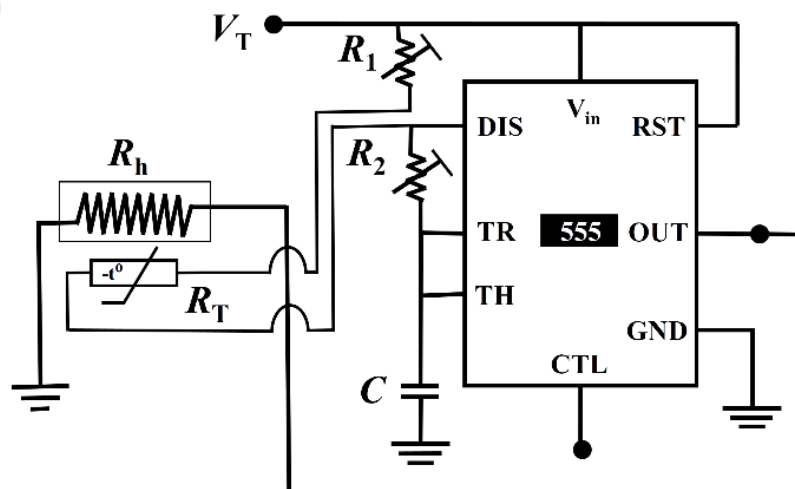 V_T
R_1
V_in
DIS
RST
R_h
R_2
TR
555
OUT
-t°
R_T
TH
GND
C
CTL